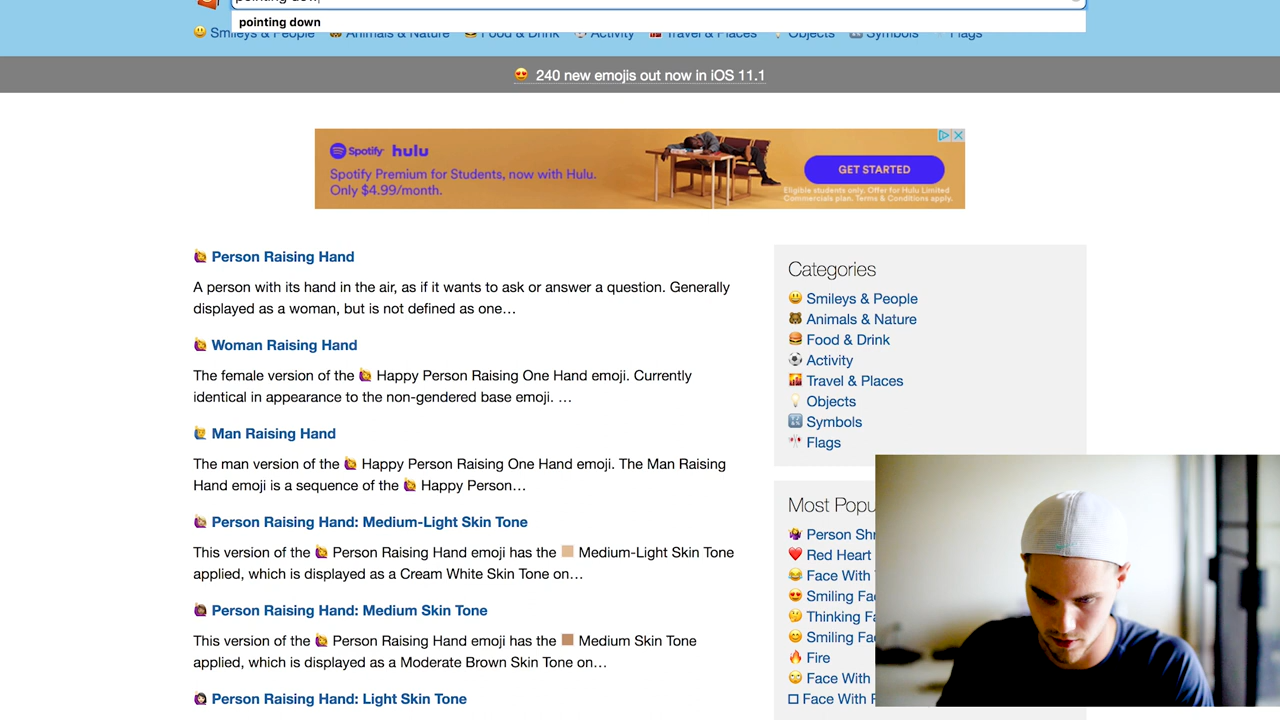 pointing dow
pointing down
Smileys & People Animals & Nature Food & Drink Activity Travel & Places Objects Symbols Flags
240 new emojis out now in iOS 11.1
Spotify hulu
Spotify Premium for Students, now with Hulu.
Only $4.99/month.
GET STARTED
Eligible students only. Offer for Hulu Limited
Commercials plan. Terms & Conditions apply.
Person Raising Hand
A person with its hand in the air, as if it wants to ask or answer a question. Generally
displayed as a woman, but is not defined as one…
Woman Raising Hand
The female version of the Happy Person Raising One Hand emoji. Currently
identical in appearance to the non-gendered base emoji. …
Man Raising Hand
The man version of the Happy Person Raising One Hand emoji. The Man Raising
Hand emoji is a sequence of the Happy Person…
Person Raising Hand: Medium-Light Skin Tone
This version of the Person Raising Hand emoji has the Medium-Light Skin Tone
applied, which is displayed as a Cream White Skin Tone on…
Person Raising Hand: Medium Skin Tone
This version of the Person Raising Hand emoji has the Medium Skin Tone
applied, which is displayed as a Moderate Brown Skin Tone on…
Person Raising Hand: Light Skin Tone
Categories
Smileys & People
Animals & Nature
Food & Drink
Activity
Travel & Places
Objects
Symbols
Flags
Most Popu
Person Shr
Red Heart
Face With
Smiling Fa
Thinking Fa
Smiling Fa
Fire
Face With
Face With